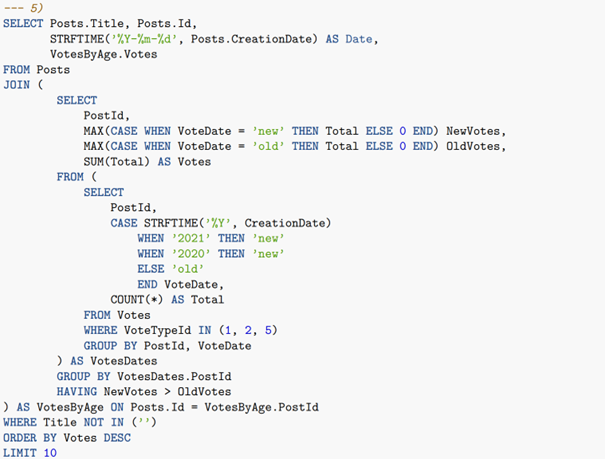 --- 5)
SELECT Posts.Title, Posts.Id,
       STRFTIME('%Y-%m-%d', Posts.CreationDate) AS Date,
       VotesByAge.Votes
FROM Posts
JOIN (
        SELECT
            PostId,
            MAX(CASE WHEN VoteDate = 'new' THEN Total ELSE 0 END) NewVotes,
            MAX(CASE WHEN VoteDate = 'old' THEN Total ELSE 0 END) OldVotes,
            SUM(Total) AS Votes
        FROM (
            SELECT
                PostId,
                CASE STRFTIME('%Y', CreationDate)
                    WHEN '2021' THEN 'new'
                    WHEN '2020' THEN 'new'
                    ELSE 'old'
                    END VoteDate,
                COUNT(*) AS Total
            FROM Votes
            WHERE VoteTypeId IN (1, 2, 5)
            GROUP BY PostId, VoteDate
        ) AS VotesDates
        GROUP BY VotesDates.PostId
        HAVING NewVotes > OldVotes
) AS VotesByAge ON Posts.Id = VotesByAge.PostId
WHERE Title NOT IN ('')
ORDER BY Votes DESC
LIMIT 10